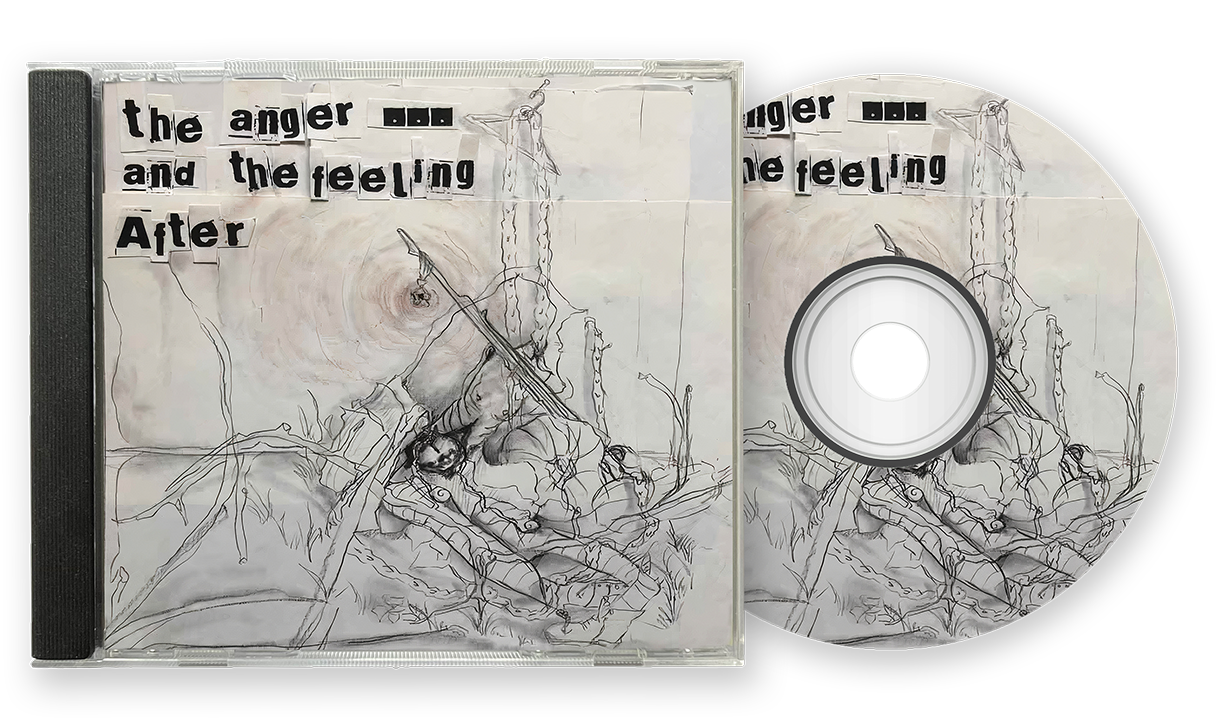 the anger ...
and the feeling
After
nger ...
he feeling